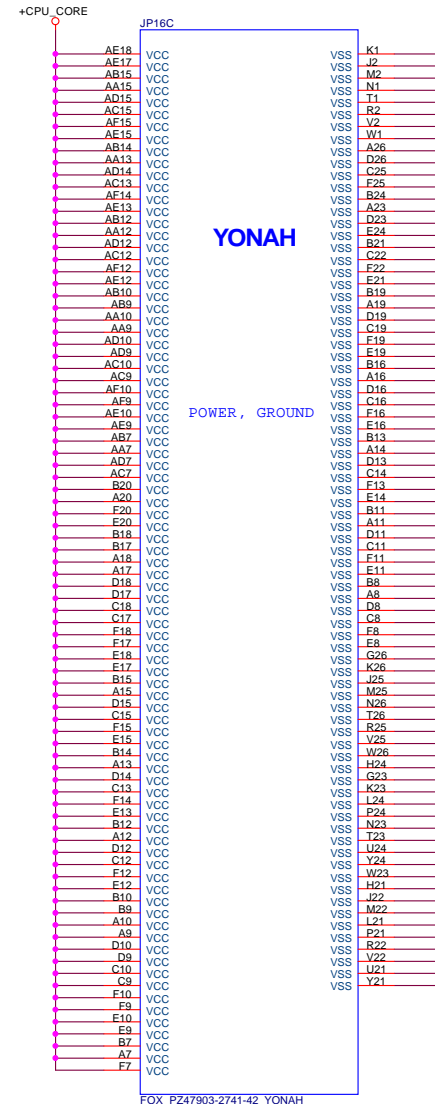 +CPU_CORE
JP16C
AE18 VCC VSS K1
AE17 VCC VSS J2
AB15 VCC VSS M2
AA15 VCC VSS N1
AD15 VCC VSS T1
AC15 VCC VSS R2
AF15 VCC VSS V2
AE15 VCC VSS W1
AB14 VCC VSS A26
AA13 VCC VSS D26
AD14 VCC VSS C25
AC13 VCC VSS F25
AF14 VCC VSS B24
AE13 VCC VSS A23
AB12 VCC VSS D23
AA12 VCC VSS E24
YONAH
AD12 VCC VSS B21
AC12 VCC VSS C22
AF12 VCC VSS F22
AE12 VCC VSS E21
AB10 VCC VSS B19
AB9 VCC VSS A19
AA10 VCC VSS D19
AA9 VCC VSS C19
AD10 VCC VSS F19
AD9 VCC VSS E19
AC10 VCC VSS B16
AC9 VCC VSS A16
AF10 VCC VSS D16
AF9 VCC VSS C16
POWER, GROUND
AE10 VCC VSS F16
AE9 VCC VSS E16
AB7 VCC VSS B13
AA7 VCC VSS A14
AD7 VCC VSS D13
AC7 VCC VSS C14
B20 VCC VSS F13
A20 VCC VSS E14
F20 VCC VSS B11
E20 VCC VSS A11
B18 VCC VSS D11
B17 VCC VSS C11
A18 VCC VSS F11
A17 VCC VSS E11
D18 VCC VSS B8
D17 VCC VSS A8
C18 VCC VSS D8
C17 VCC VSS C8
F18 VCC VSS F8
F17 VCC VSS E8
E18 VCC VSS G26
E17 VCC VSS K26
B15 VCC VSS J25
A15 VCC VSS M25
D15 VCC VSS N26
C15 VCC VSS T26
F15 VCC VSS R25
E15 VCC VSS V25
B14 VCC VSS W26
A13 VCC VSS H24
D14 VCC VSS G23
C13 VCC VSS K23
F14 VCC VSS L24
E13 VCC VSS P24
B12 VCC VSS N23
A12 VCC VSS T23
D12 VCC VSS U24
C12 VCC VSS Y24
F12 VCC VSS W23
E12 VCC VSS H21
B10 VCC VSS J22
B9 VCC VSS M22
A10 VCC VSS L21
A9 VCC VSS P21
D10 VCC VSS R22
D9 VCC VSS V22
C10 VCC VSS U21
C9 VCC VSS Y21
F10 VCC
F9 VCC
E10 VCC
E9 VCC
B7 VCC
A7 VCC
F7 VCC
FOX_PZ47903-2741-42_YONAH